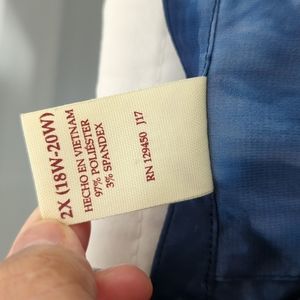 2X (18W-20W)
HECHO EN VIETNAM
97% POLIÉSTER
3% SPANDEX
RN 129450 J17